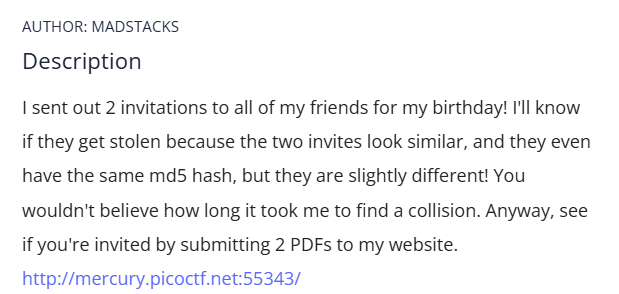 AUTHOR: MADSTACKS
Description
I sent out 2 invitations to all of my friends for my birthday! I'll know
if they get stolen because the two invites look similar, and they even
have the same md5 hash, but they are slightly different! You
wouldn't believe how long it took me to find a collision. Anyway, see
if you're invited by submitting 2 PDFs to my website.
http://mercury.picoctf.net:55343/